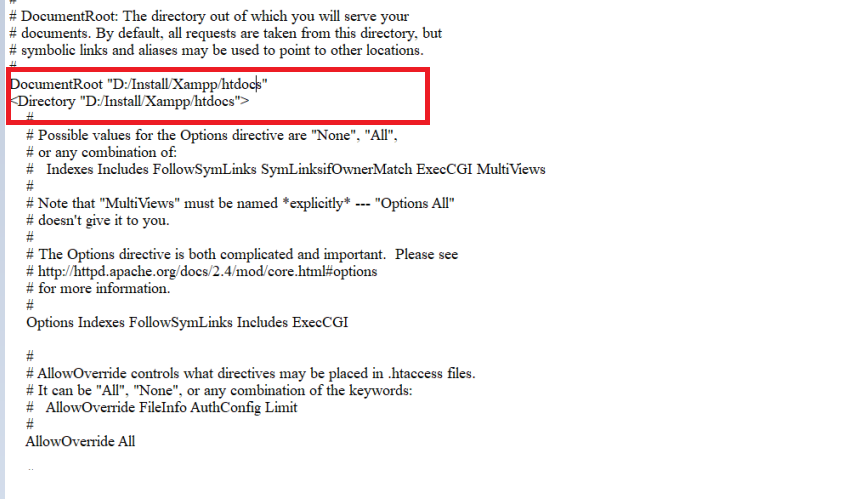 #
# DocumentRoot: The directory out of which you will serve your
# documents. By default, all requests are taken from this directory, but
# symbolic links and aliases may be used to point to other locations.
#
DocumentRoot "D:/Install/Xampp/htdocs"
<Directory "D:/Install/Xampp/htdocs">
#
# Possible values for the Options directive are "None", "All",
# or any combination of:
#   Indexes Includes FollowSymLinks SymLinksifOwnerMatch ExecCGI MultiViews
#
# Note that "MultiViews" must be named *explicitly* --- "Options All"
# doesn't give it to you.
#
# The Options directive is both complicated and important.  Please see
# http://httpd.apache.org/docs/2.4/mod/core.html#options
# for more information.
#
Options Indexes FollowSymLinks Includes ExecCGI
#
# AllowOverride controls what directives may be placed in .htaccess files.
# It can be "All", "None", or any combination of the keywords:
#   AllowOverride FileInfo AuthConfig Limit
#
AllowOverride All